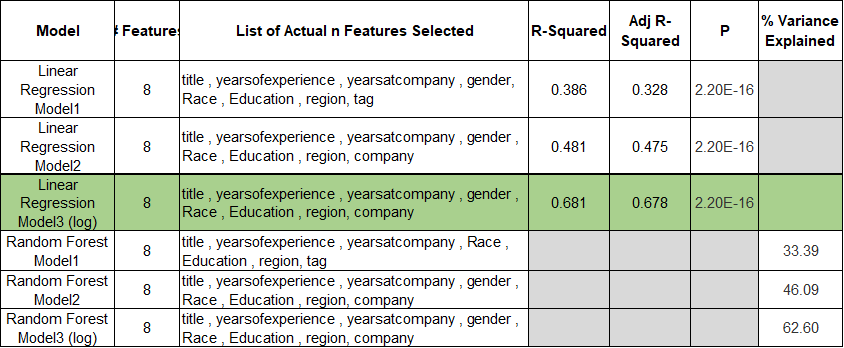 Model # Features List of Actual n Features Selected R-Squared Adj R-Squared P % Variance Explained
Linear Regression Model1 8 title , yearsofexperience , yearsatcompany , gender, Race , Education , region, tag 0.386 0.328 2.20E-16
Linear Regression Model2 8 title , yearsofexperience , yearsatcompany , gender , Race , Education , region, company 0.481 0.475 2.20E-16
Linear Regression Model3 (log) 8 title , yearsofexperience , yearsatcompany , gender , Race , Education , region, company 0.681 0.678 2.20E-16
Random Forest Model1 8 title , yearsofexperience , yearsatcompany , Race , Education , region, tag 33.39
Random Forest Model2 8 title , yearsofexperience , yearsatcompany , gender , Race , Education , region, company 46.09
Random Forest Model3 (log) 8 title , yearsofexperience , yearsatcompany , gender , Race , Education , region, company 62.60